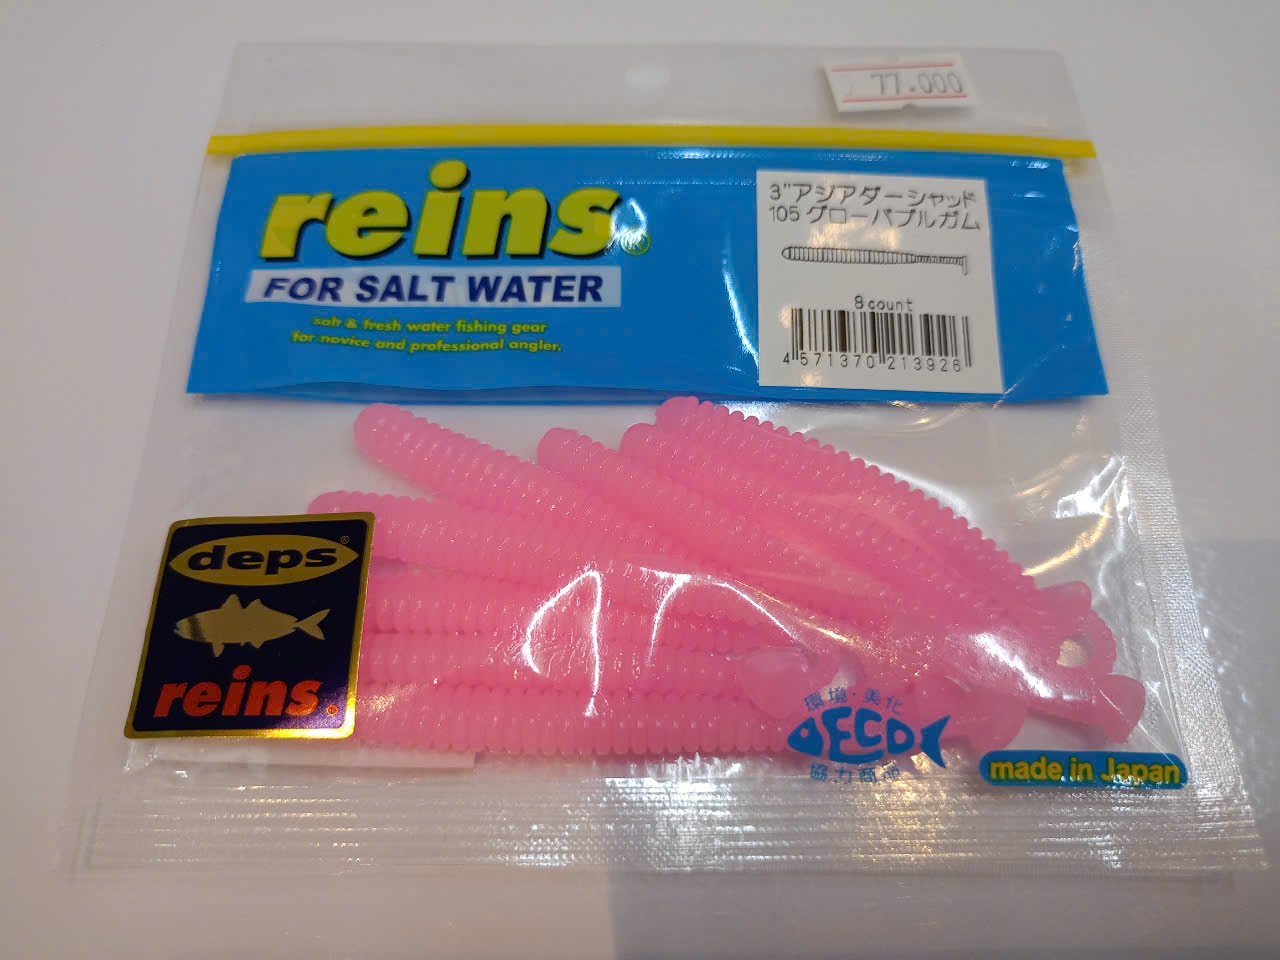 77.000
reins®
FOR SALT WATER
salt & fresh water fishing gear
for novice and professional angler.
3"アジアダーシャッド
105 グローバブルガム
8 count
4 571370 213926
deps®
reins®
環境・美化
ECO
協力商品
made in Japan